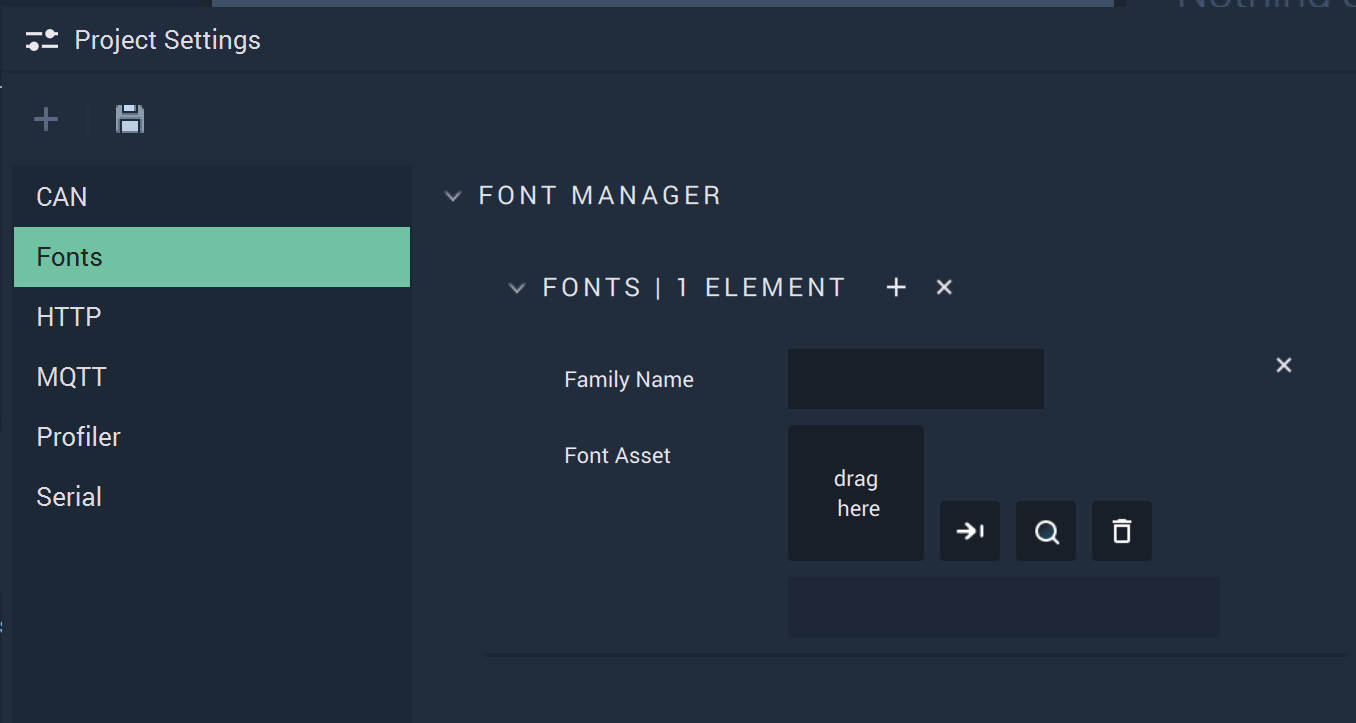 Project Settings
CAN
Fonts
HTTP
MQTT
Profiler
Serial
FONT MANAGER
FONTS | 1 ELEMENT
Family Name
Font Asset
drag
here